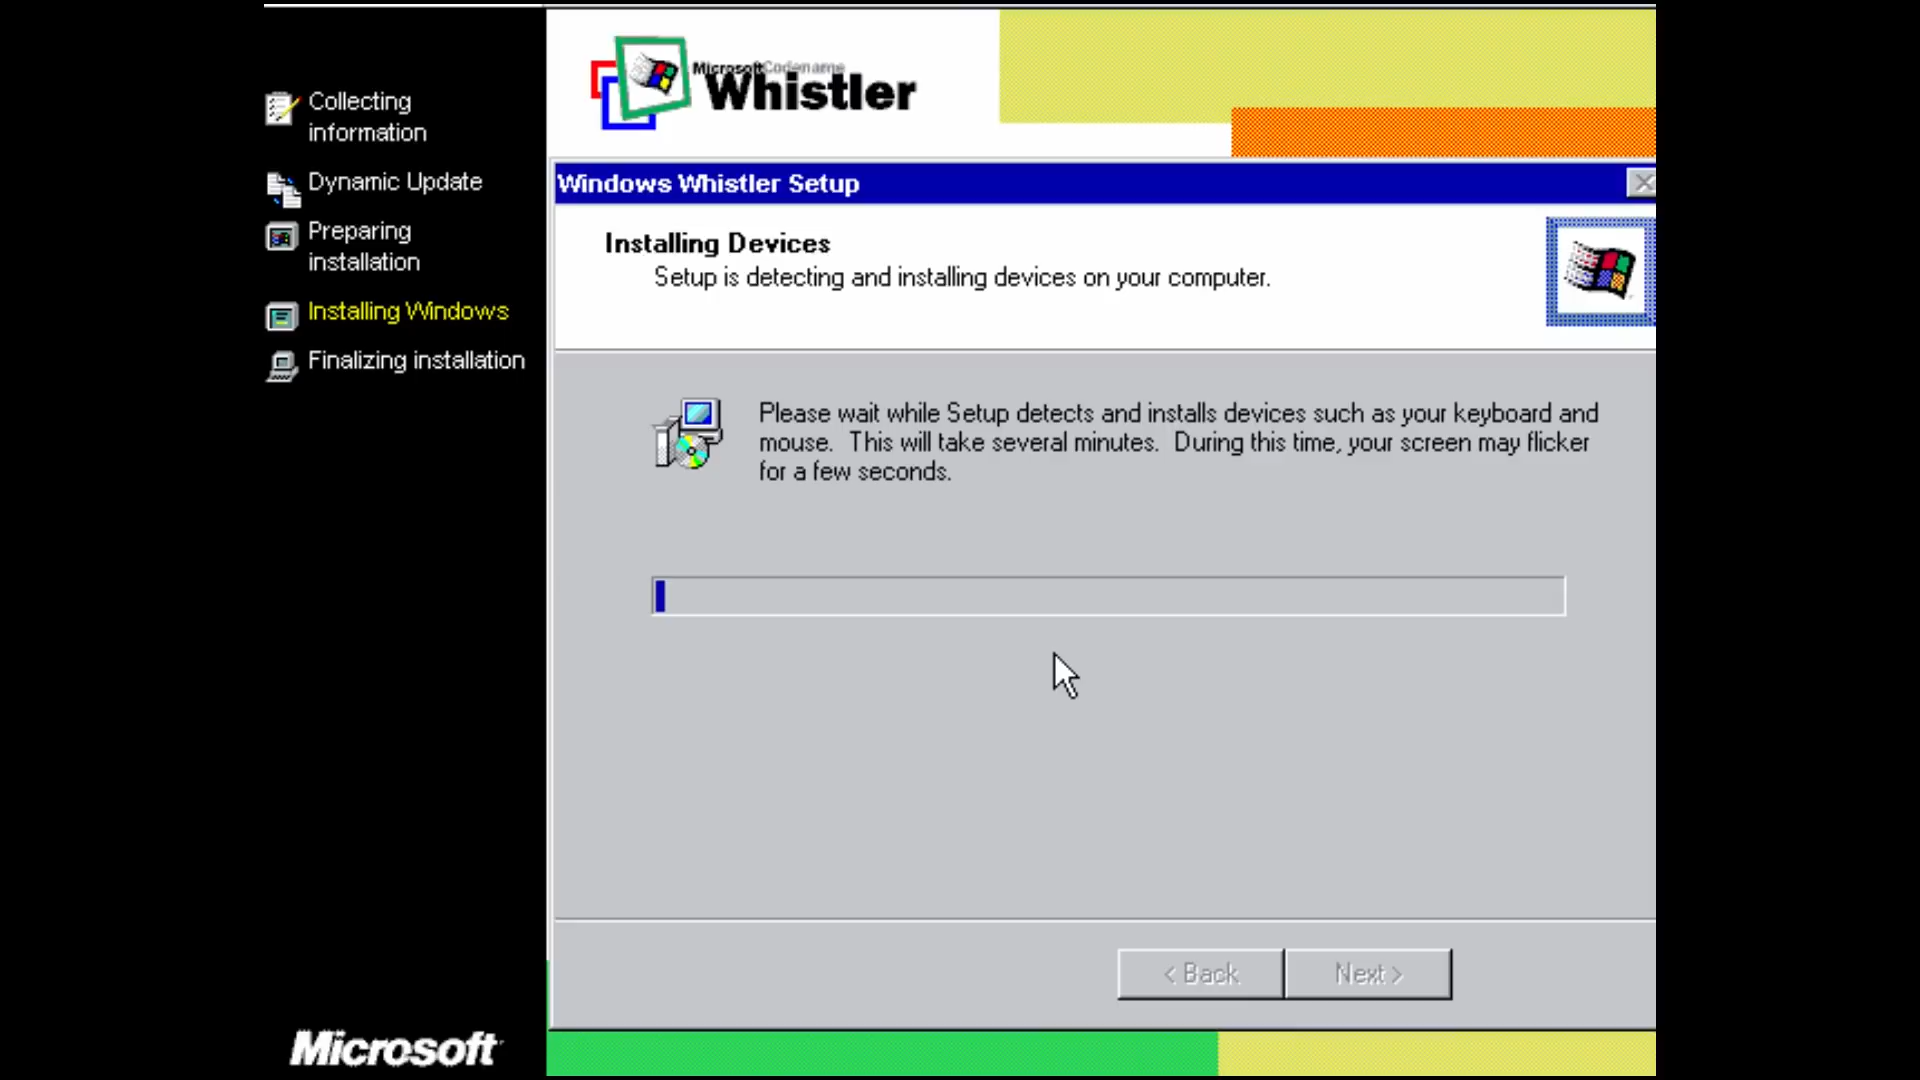 Collecting
information
Dynamic Update
Preparing
installation
Installing Windows
Finalizing installation
Microsoft
Microsoft Codename
Whistler
Windows Whistler Setup
Installing Devices
Setup is detecting and installing devices on your computer.
Please wait while Setup detects and installs devices such as your keyboard and
mouse.  This will take several minutes.  During this time, your screen may flicker
for a few seconds.
< Back
Next >